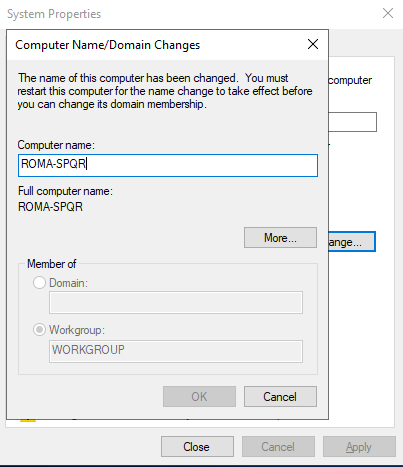 System Properties
Computer Name/Domain Changes
The name of this computer has been changed. You must
restart this computer for the name change to take effect before
you can change its domain membership.
computer
Computer name:
ROMA-SPQR
Full computer name:
ROMA-SPQR
More...
ange...
Member of
Domain:
Workgroup:
WORKGROUP
OK Cancel
Close Cancel Apply